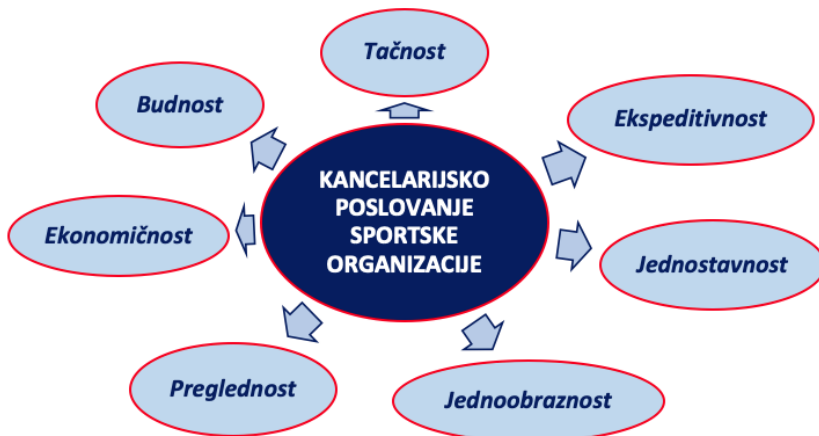 Tačnost
Budnost
Ekspeditivnost
KANCELARIJSKO
POSLOVANJE
SPORTSKE
ORGANIZACIJE
Ekonomičnost
Jednostavnost
Preglednost
Jednoobraznost